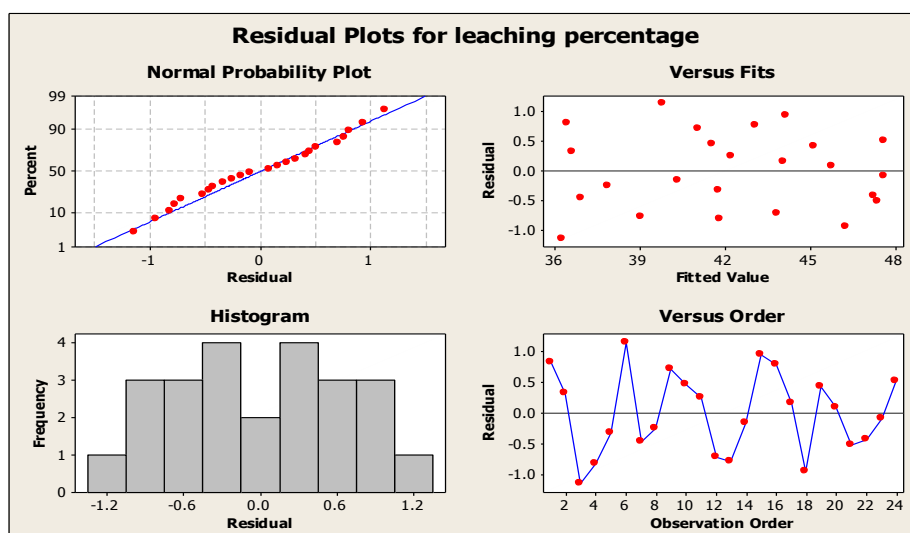 Residual Plots for leaching percentage
Normal Probability Plot
99
90
50
10
1
Percent
-1 0 1
Residual
Versus Fits
1.0
0.5
0.0
-0.5
-1.0
Residual
36 39 42 45 48
Fitted Value
Histogram
4
3
2
1
0
Frequency
-1.2 -0.6 0.0 0.6 1.2
Residual
Versus Order
1.0
0.5
0.0
-0.5
-1.0
Residual
2 4 6 8 10 12 14 16 18 20 22 24
Observation Order